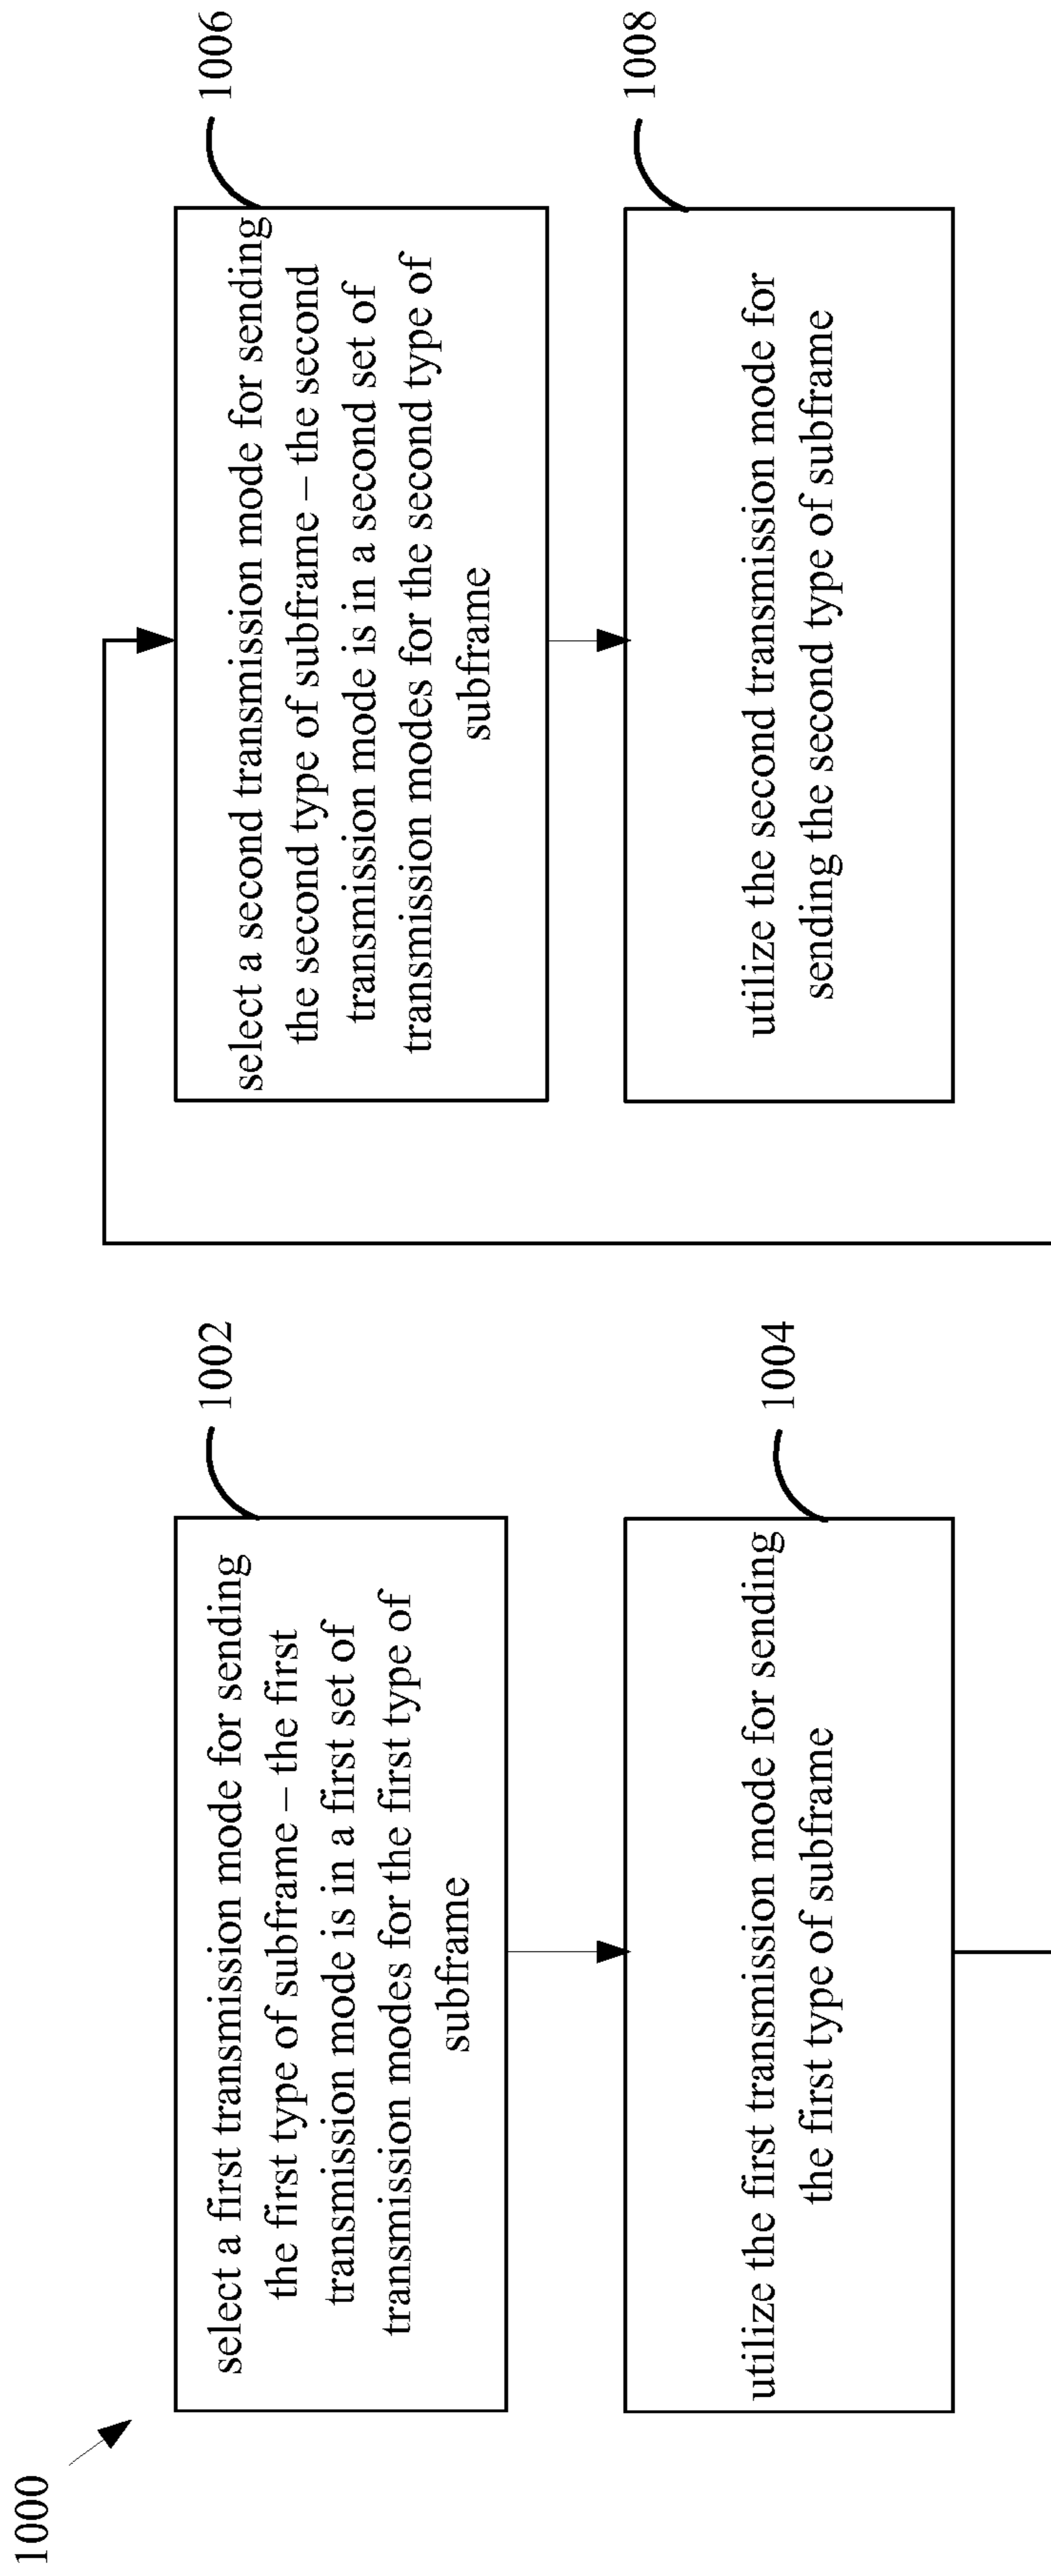 1000
select a first transmission mode for sending
the first type of subframe – the first
transmission mode is in a first set of
transmission modes for the first type of
subframe
1002
utilize the first transmission mode for sending
the first type of subframe
1004
select a second transmission mode for sending
the second type of subframe – the second
transmission mode is in a second set of
transmission modes for the second type of
subframe
1006
utilize the second transmission mode for
sending the second type of subframe
1008